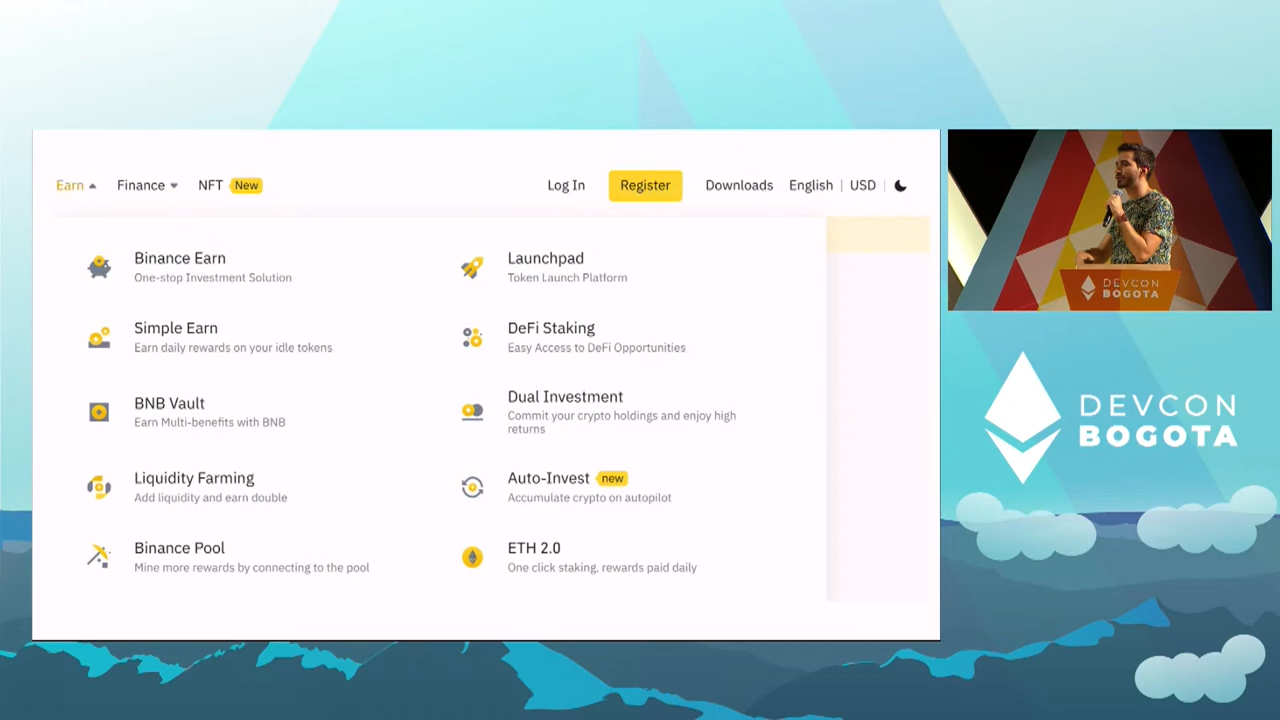 Earn Finance NFT New Log In Register Downloads English | USD |
Binance Earn
One-stop Investment Solution
Launchpad
Token Launch Platform
Simple Earn
Earn daily rewards on your idle tokens
DeFi Staking
Easy Access to DeFi Opportunities
BNB Vault
Earn Multi-benefits with BNB
Dual Investment
Commit your crypto holdings and enjoy high
returns
Liquidity Farming
Add liquidity and earn double
Auto-Invest new
Accumulate crypto on autopilot
Binance Pool
Mine more rewards by connecting to the pool
ETH 2.0
One click staking. rewards paid daily
DEVCON
BOGOTA
DEVCON
BOGOTA